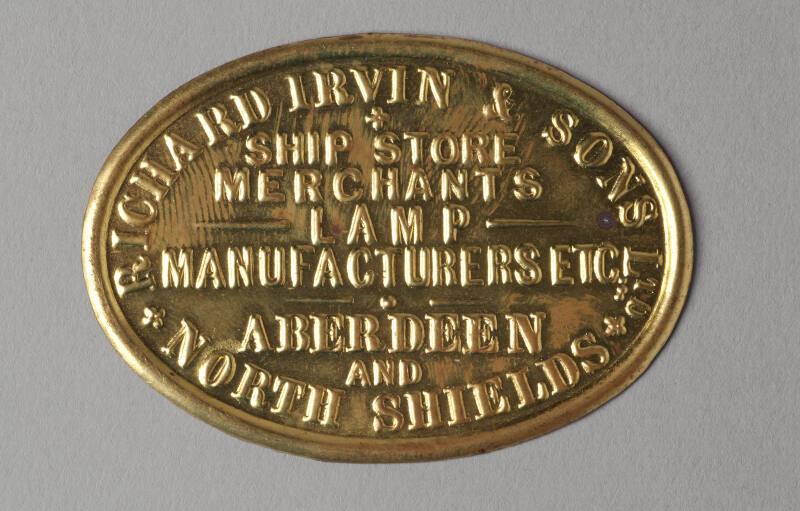 RICHARD IRVIN & SONS LTD
SHIP STORE
MERCHANTS
LAMP
MANUFACTURERS ETC.
ABERDEEN
AND
NORTH SHIELDS